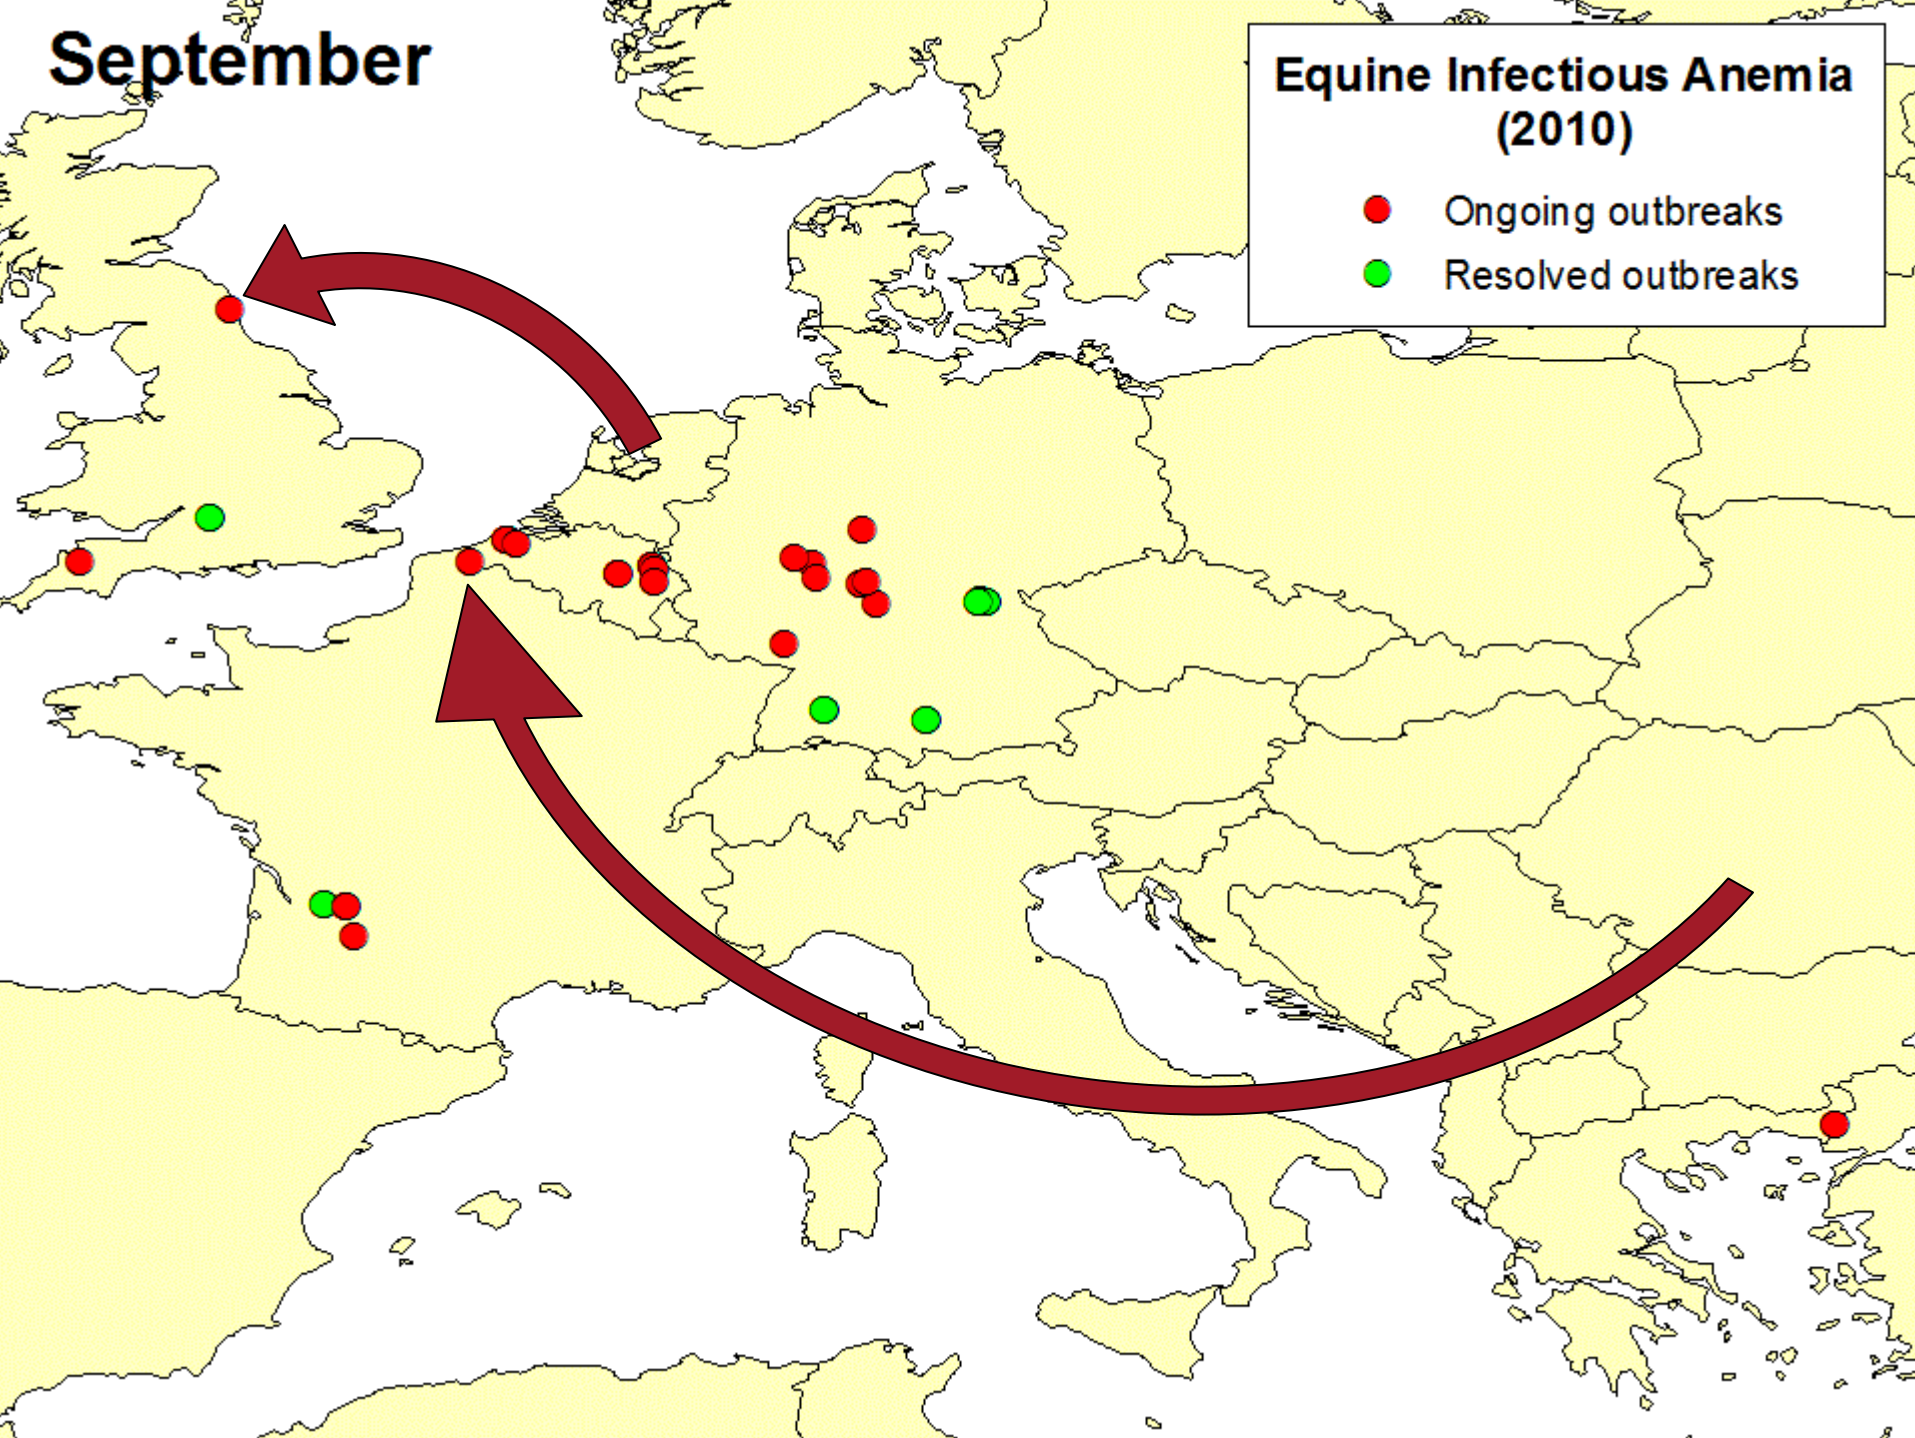 September
Equine Infectious Anemia
(2010)
Ongoing outbreaks
Resolved outbreaks